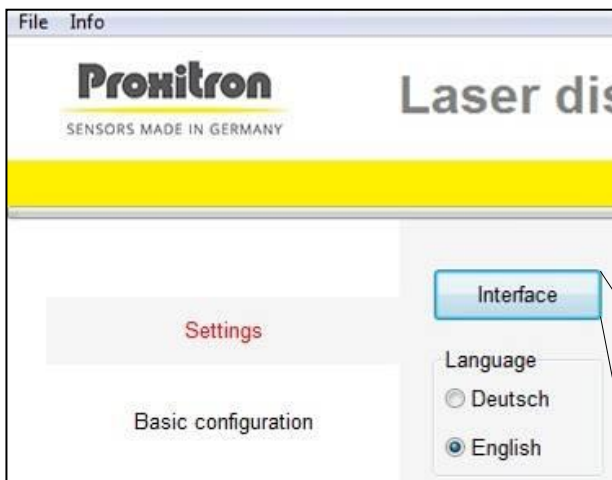 File Info
Proxitron
SENSORS MADE IN GERMANY
Laser dis
Interface
Settings
Language
Deutsch
Basic configuration
English